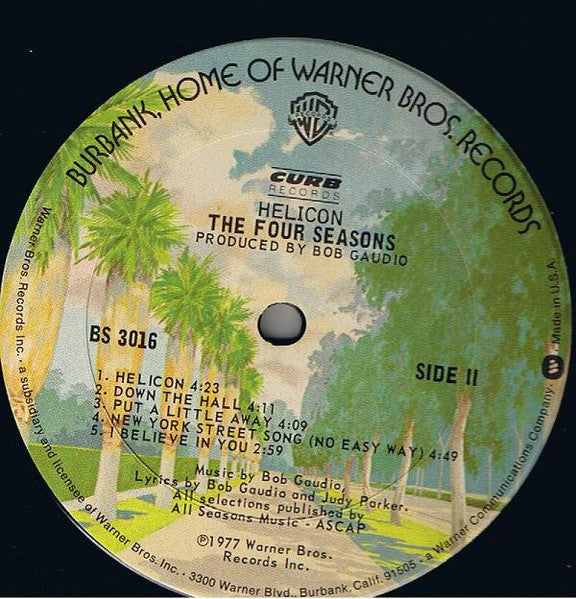 BURBANK, HOME OF WARNER BROS. RECORDS
CURB
RECORDS
HELICON
THE FOUR SEASONS
PRODUCED BY BOB GAUDIO
BS 3016
SIDE II
1. HELICON 4:23
2. DOWN THE HALL 4:11
3. PUT A LITTLE AWAY 4:09
4. NEW YORK STREET SONG (NO EASY WAY) 4:49
5. I BELIEVE IN YOU 2:59
Music by Bob Gaudio,
Lyrics by Bob Gaudio and Judy Parker.
All selections published by
All Seasons Music - ASCAP
℗1977 Warner Bros.
Records Inc.
Warner Bros. Records Inc. • a subsidiary and licensee of Warner Bros. Inc. • 3300 Warner Blvd., Burbank, Calif. 91505 • a Warner Communications Company • Made in U.S.A.